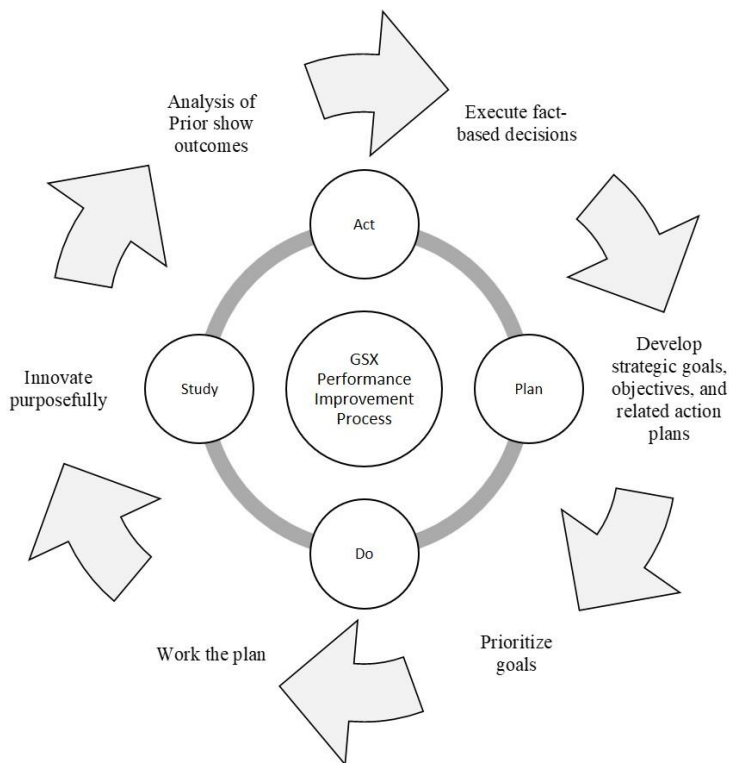 Analysis of
Prior show
outcomes
Execute fact-
based decisions
Act
Develop
strategic goals,
objectives, and
related action
plans
Plan
GSX
Performance
Improvement
Process
Study
Innovate
purposefully
Do
Prioritize
goals
Work the plan